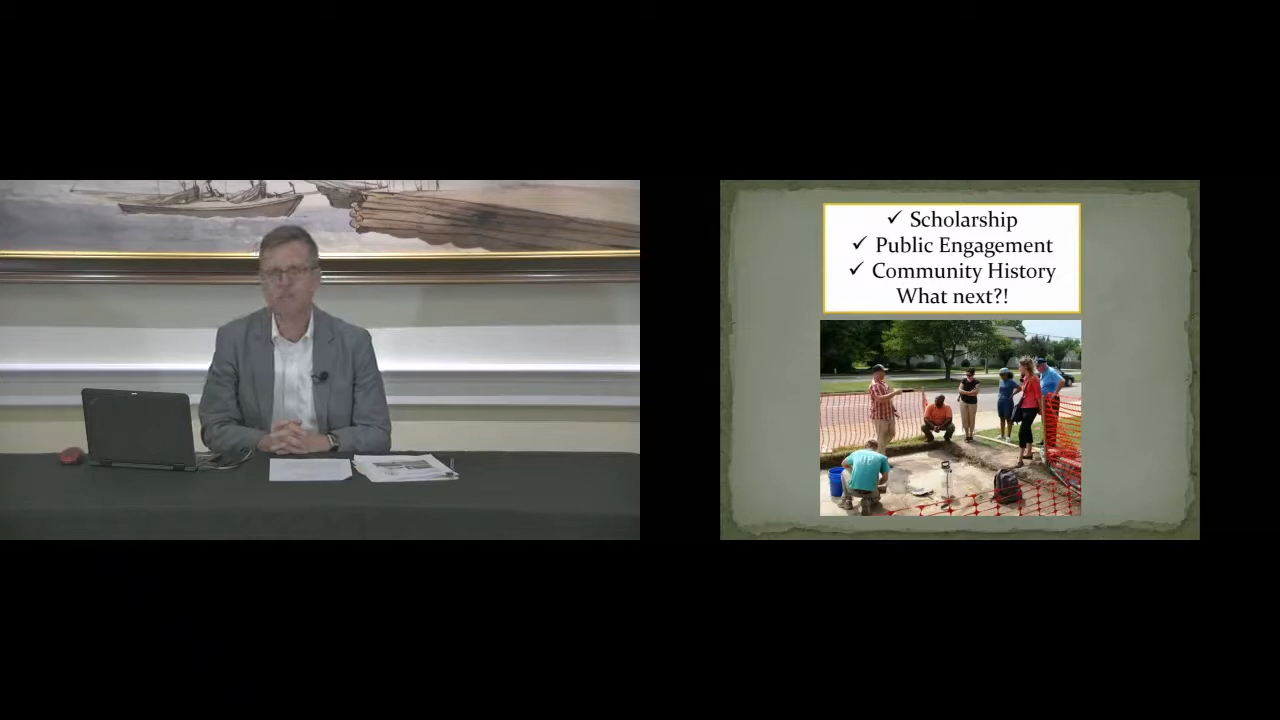 ✓ Scholarship
✓ Public Engagement
✓ Community History
What next?!